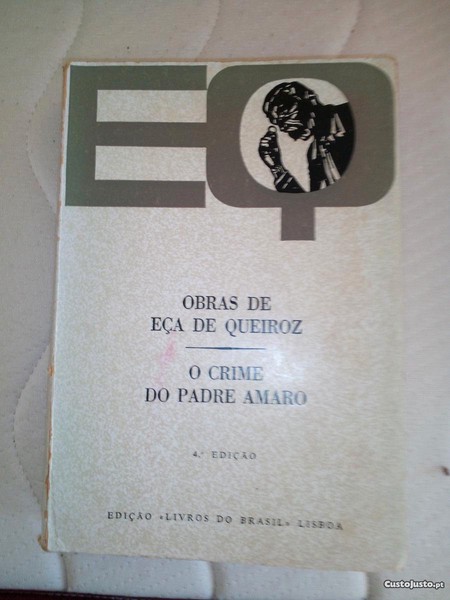 EQ
OBRAS DE
EÇA DE QUEIROZ
O CRIME
DO PADRE AMARO
4.ª EDIÇÃO
EDIÇÃO «LIVROS DO BRASIL» LISBOA
CustoJusto.pt